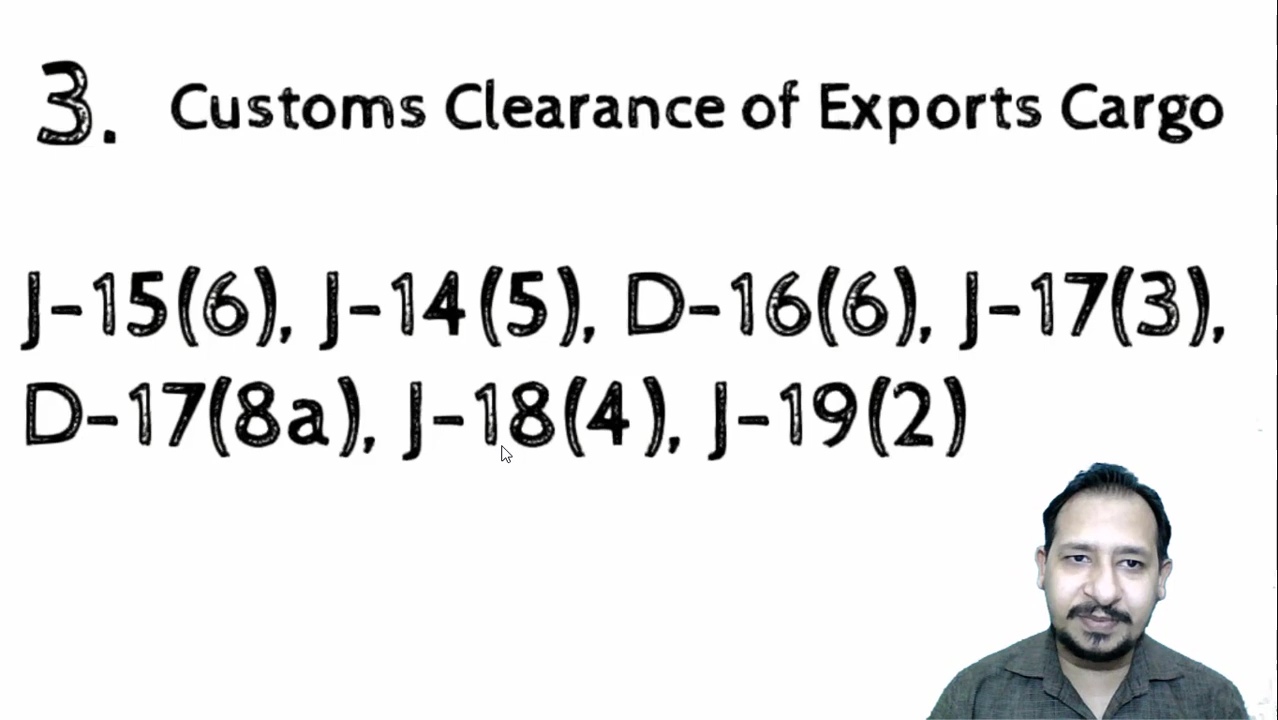 3. Customs Clearance of Exports Cargo
J-15(6), J-14(5), D-16(6), J-17(3),
D-17(8a), J-18(4), J-19(2)